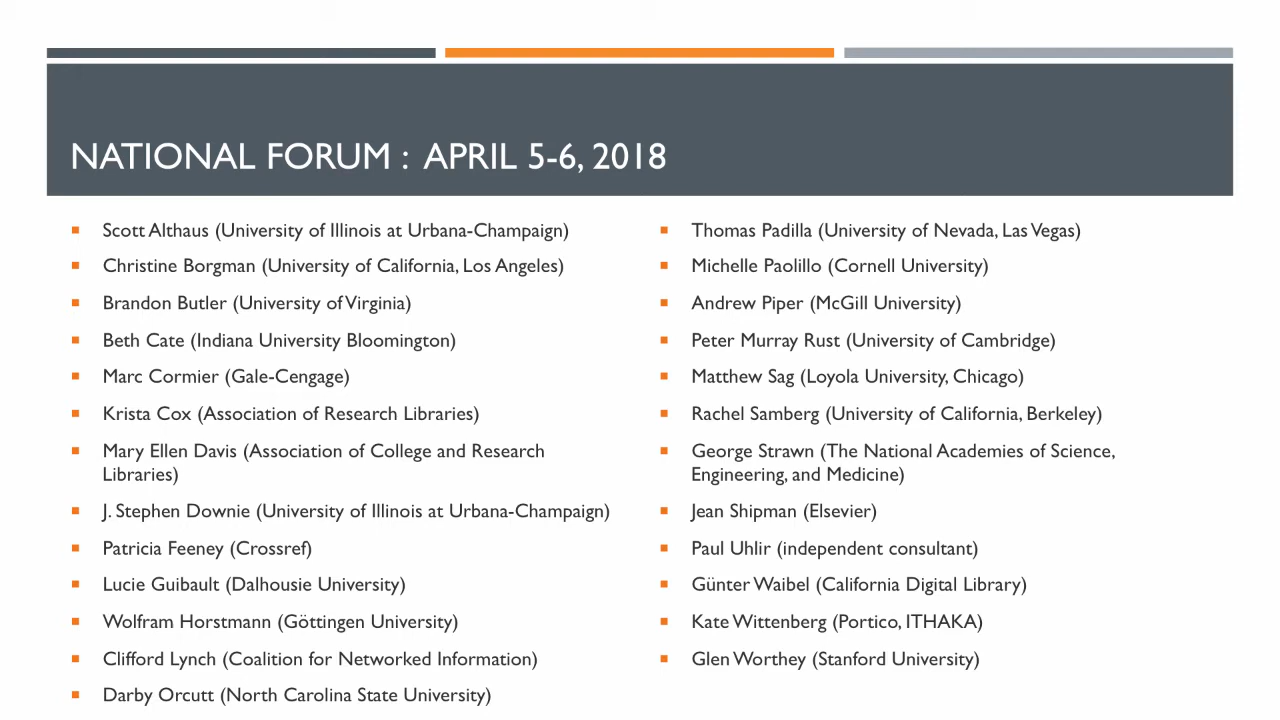 NATIONAL FORUM : APRIL 5-6, 2018
Scott Althaus (University of Illinois at Urbana-Champaign)
Christine Borgman (University of California, Los Angeles)
Brandon Butler (University of Virginia)
Beth Cate (Indiana University Bloomington)
Marc Cormier (Gale-Cengage)
Krista Cox (Association of Research Libraries)
Mary Ellen Davis (Association of College and Research
Libraries)
J. Stephen Downie (University of Illinois at Urbana-Champaign)
Patricia Feeney (Crossref)
Lucie Guibault (Dalhousie University)
Wolfram Horstmann (Göttingen University)
Clifford Lynch (Coalition for Networked Information)
Darby Orcutt (North Carolina State University)
Thomas Padilla (University of Nevada, Las Vegas)
Michelle Paolillo (Cornell University)
Andrew Piper (McGill University)
Peter Murray Rust (University of Cambridge)
Matthew Sag (Loyola University, Chicago)
Rachel Samberg (University of California, Berkeley)
George Strawn (The National Academies of Science,
Engineering, and Medicine)
Jean Shipman (Elsevier)
Paul Uhlir (independent consultant)
Günter Waibel (California Digital Library)
Kate Wittenberg (Portico, ITHAKA)
Glen Worthey (Stanford University)